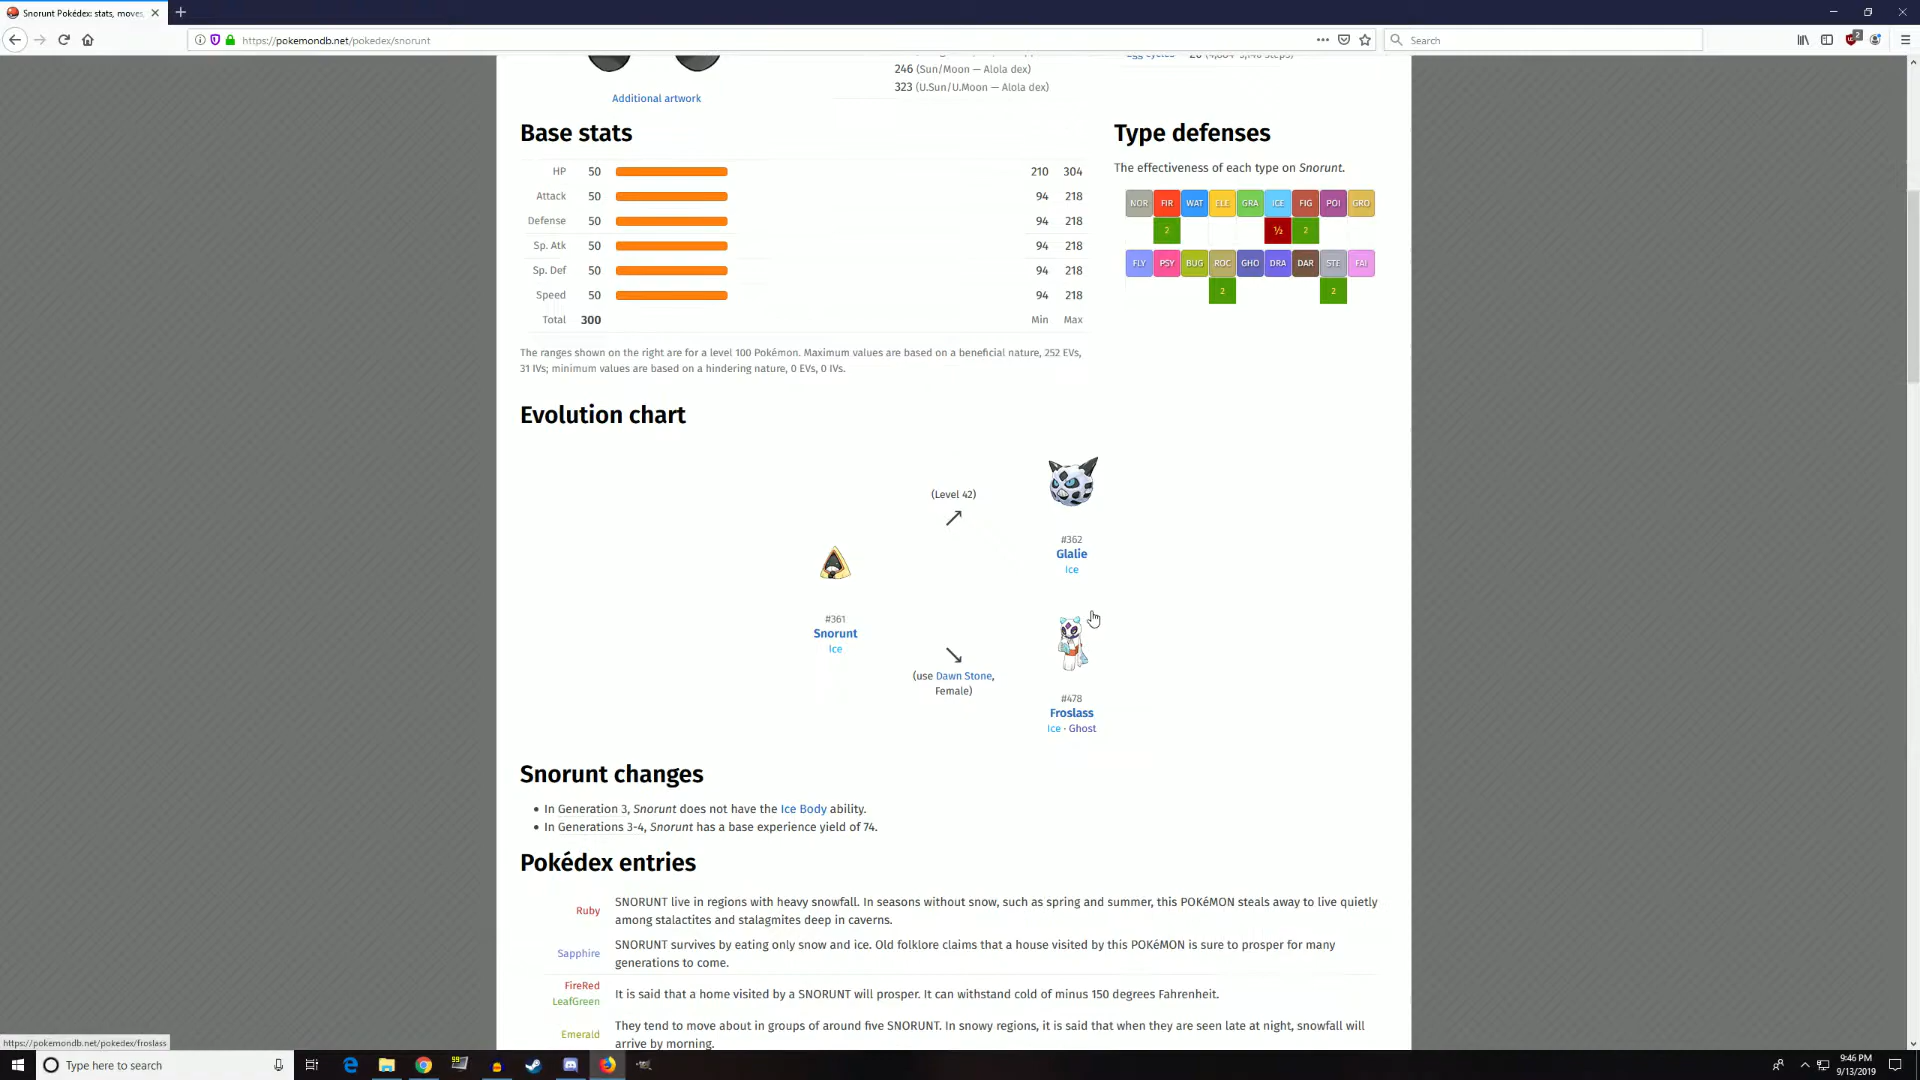 Snorunt Pokédex: stats, moves,
https://pokemondb.net/pokedex/snorunt
Search
2
246 (Sun/Moon — Alola dex)
323 (U.Sun/U.Moon — Alola dex)
Additional artwork
Base stats
HP 50 210 304
Attack 50 94 218
Defense 50 94 218
Sp. Atk 50 94 218
Sp. Def 50 94 218
Speed 50 94 218
Total 300 Min Max
The ranges shown on the right are for a level 100 Pokémon. Maximum values are based on a beneficial nature, 252 EVs,
31 IVs; minimum values are based on a hindering nature, 0 EVs, 0 IVs.
Type defenses
The effectiveness of each type on Snorunt.
NOR FIR WAT ELE GRA ICE FIG POI GRO
2 ½ 2
FLY PSY BUG ROC GHO DRA DAR STE FAI
2 2
Evolution chart
(Level 42)
#362
Glalie
Ice
#361
Snorunt
Ice
(use Dawn Stone,
Female)
#478
Froslass
Ice · Ghost
Snorunt changes
• In Generation 3, Snorunt does not have the Ice Body ability.
• In Generations 3-4, Snorunt has a base experience yield of 74.
Pokédex entries
Ruby
SNORUNT live in regions with heavy snowfall. In seasons without snow, such as spring and summer, this POKéMON steals away to live quietly
among stalactites and stalagmites deep in caverns.
Sapphire
SNORUNT survives by eating only snow and ice. Old folklore claims that a house visited by this POKéMON is sure to prosper for many
generations to come.
FireRed
LeafGreen
It is said that a home visited by a SNORUNT will prosper. It can withstand cold of minus 150 degrees Fahrenheit.
Emerald
They tend to move about in groups of around five SNORUNT. In snowy regions, it is said that when they are seen late at night, snowfall will
arrive by morning.
https://pokemondb.net/pokedex/froslass
Type here to search
9:46 PM
9/13/2019